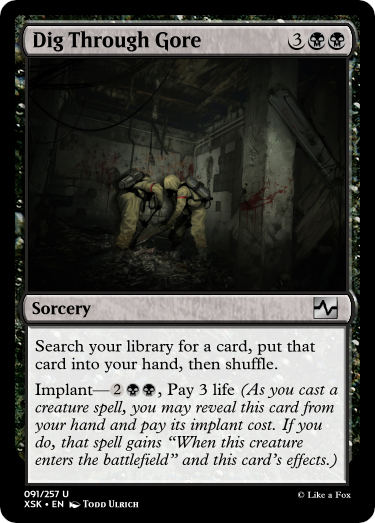 Dig Through Gore 3
Sorcery
Search your library for a card, put that
card into your hand, then shuffle.
Implant—2, Pay 3 life (As you cast a
creature spell, you may reveal this card from
your hand and pay its implant cost. If you
do, that spell gains “When this creature
enters the battlefield” and this card’s effects.)
091/257 U
XSK • EN Todd Ulrich
© Like a Fox